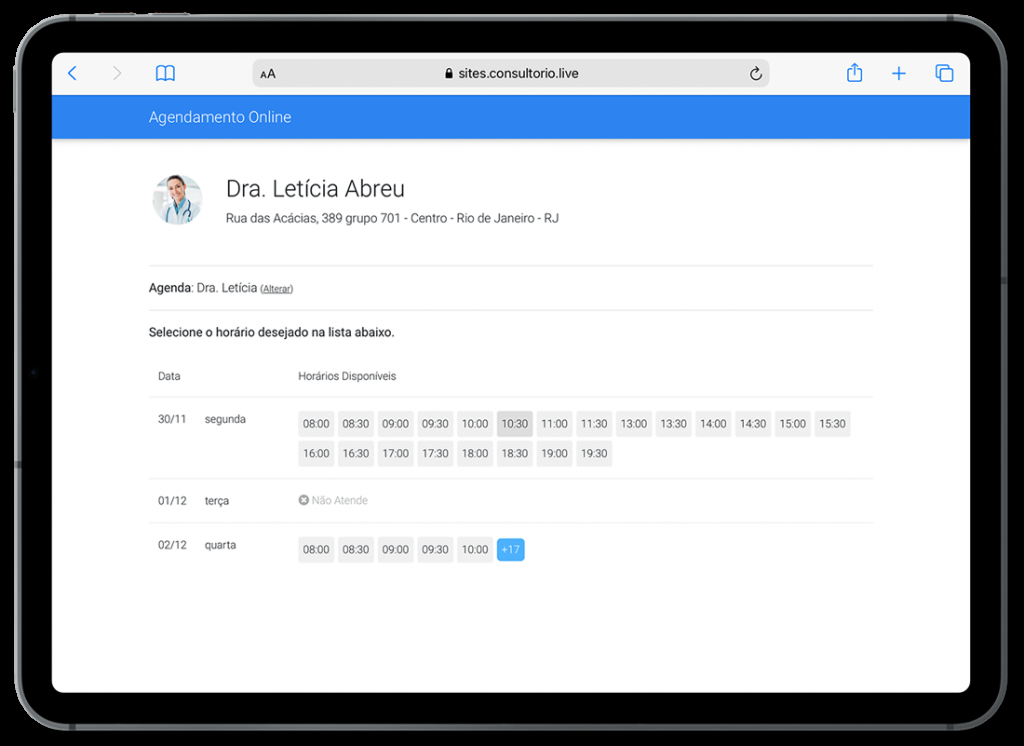 AA sites.consultorio.live
Agendamento Online
Dra. Letícia Abreu
Rua das Acácias, 389 grupo 701 - Centro - Rio de Janeiro - RJ
Agenda: Dra. Letícia (Alterar)
Selecione o horário desejado na lista abaixo.
Data Horários Disponíveis
30/11 segunda 08:00 08:30 09:00 09:30 10:00 10:30 11:00 11:30 13:00 13:30 14:00 14:30 15:00 15:30
16:00 16:30 17:00 17:30 18:00 18:30 19:00 19:30
01/12 terça Não Atende
02/12 quarta 08:00 08:30 09:00 09:30 10:00 +17